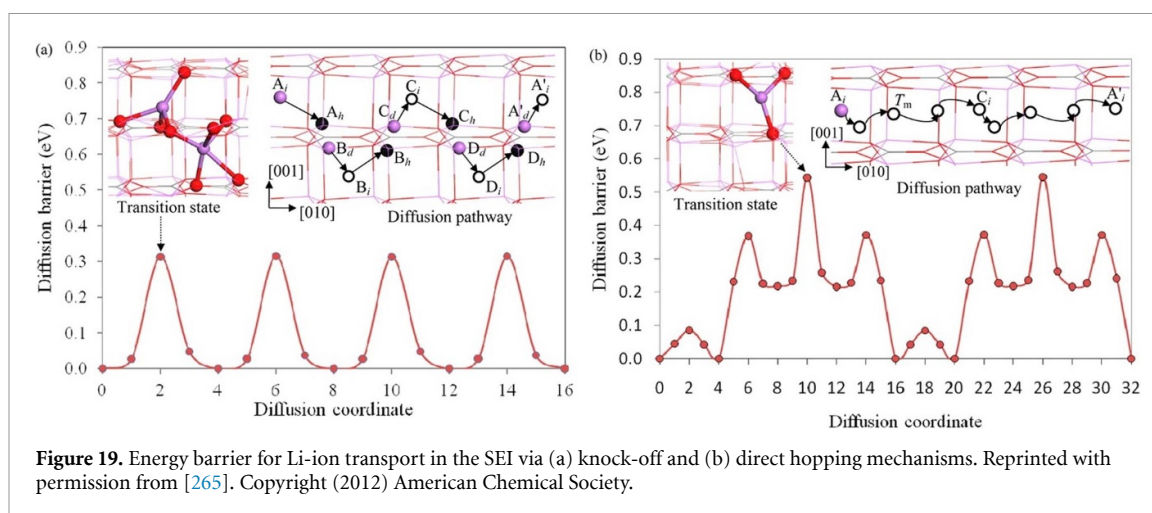 (a)
0.9
0.8
0.7
0.6
0.5
0.4
0.3
0.2
0.1
0.0
Diffusion barrier (eV)
Transition state
[001]
[010]
A_i
A_h
B_d
B_i
B_h
C_d
C_i
C_h
D_d
D_i
D_h
A'_d
A'_i
Diffusion pathway
0 2 4 6 8 10 12 14 16
Diffusion coordinate
(b)
0.9
0.8
0.7
0.6
0.5
0.4
0.3
0.2
0.1
0.0
Diffusion barrier (eV)
Transition state
A_i
T_m
C_i
A'_i
[001]
[010]
Diffusion pathway
0 2 4 6 8 10 12 14 16 18 20 22 24 26 28 30 32
Diffusion coordinate
Figure 19. Energy barrier for Li-ion transport in the SEI via (a) knock-off and (b) direct hopping mechanisms. Reprinted with
permission from [265]. Copyright (2012) American Chemical Society.